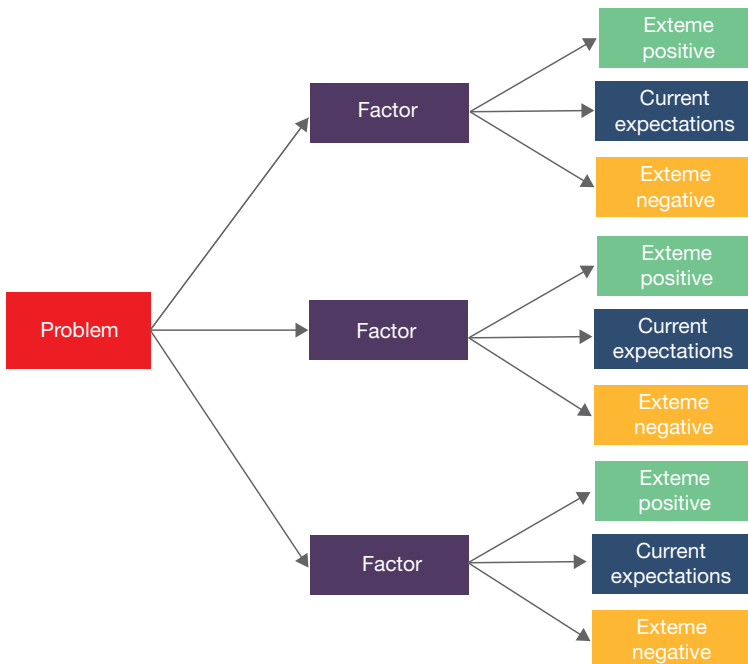 Problem
Factor
Exteme
positive
Current
expectations
Exteme
negative
Factor
Exteme
positive
Current
expectations
Exteme
negative
Factor
Exteme
positive
Current
expectations
Exteme
negative